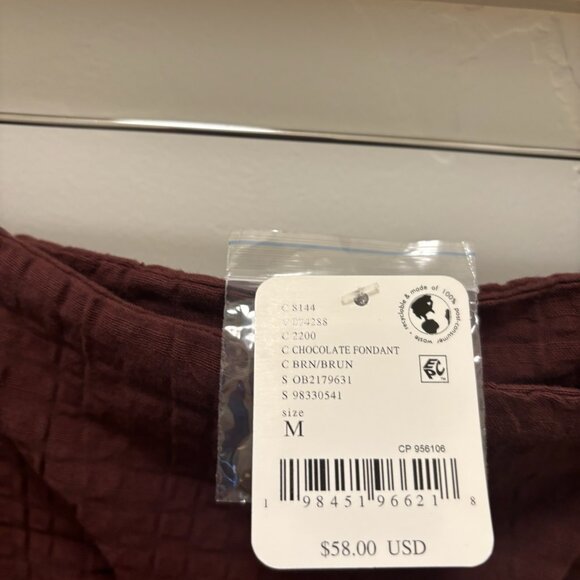 C 8144
C 2200
C CHOCOLATE FONDANT
C BRN/BRUN
S OB2179631
S 98330541
size
M
CP 956106
1 98451 96621 8
$58.00 USD
recyclable & made of 100% post-consumer waste